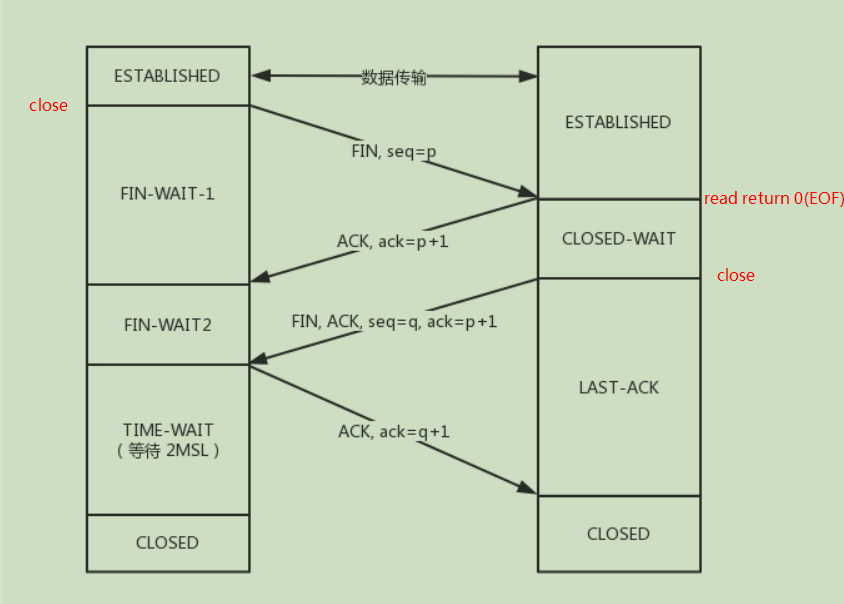 ESTABLISHED
数据传输
close
ESTABLISHED
FIN, seq=p
FIN-WAIT-1
read return 0(EOF)
ACK, ack=p+1
CLOSED-WAIT
close
FIN-WAIT2
FIN, ACK, seq=q, ack=p+1
LAST-ACK
TIME-WAIT
（等待 2MSL）
ACK, ack=q+1
CLOSED
CLOSED